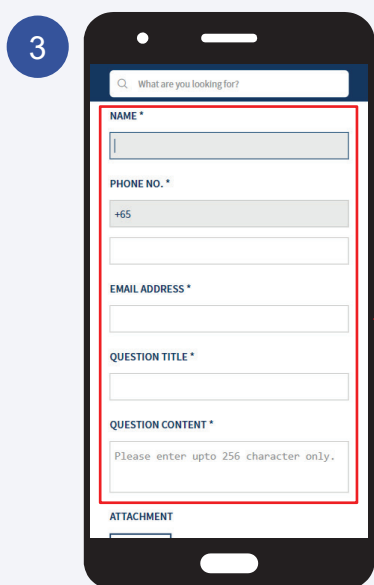 3
What are you looking for?
NAME *
PHONE NO. *
+65
EMAIL ADDRESS *
QUESTION TITLE *
QUESTION CONTENT *
Please enter upto 256 character only.
ATTACHMENT